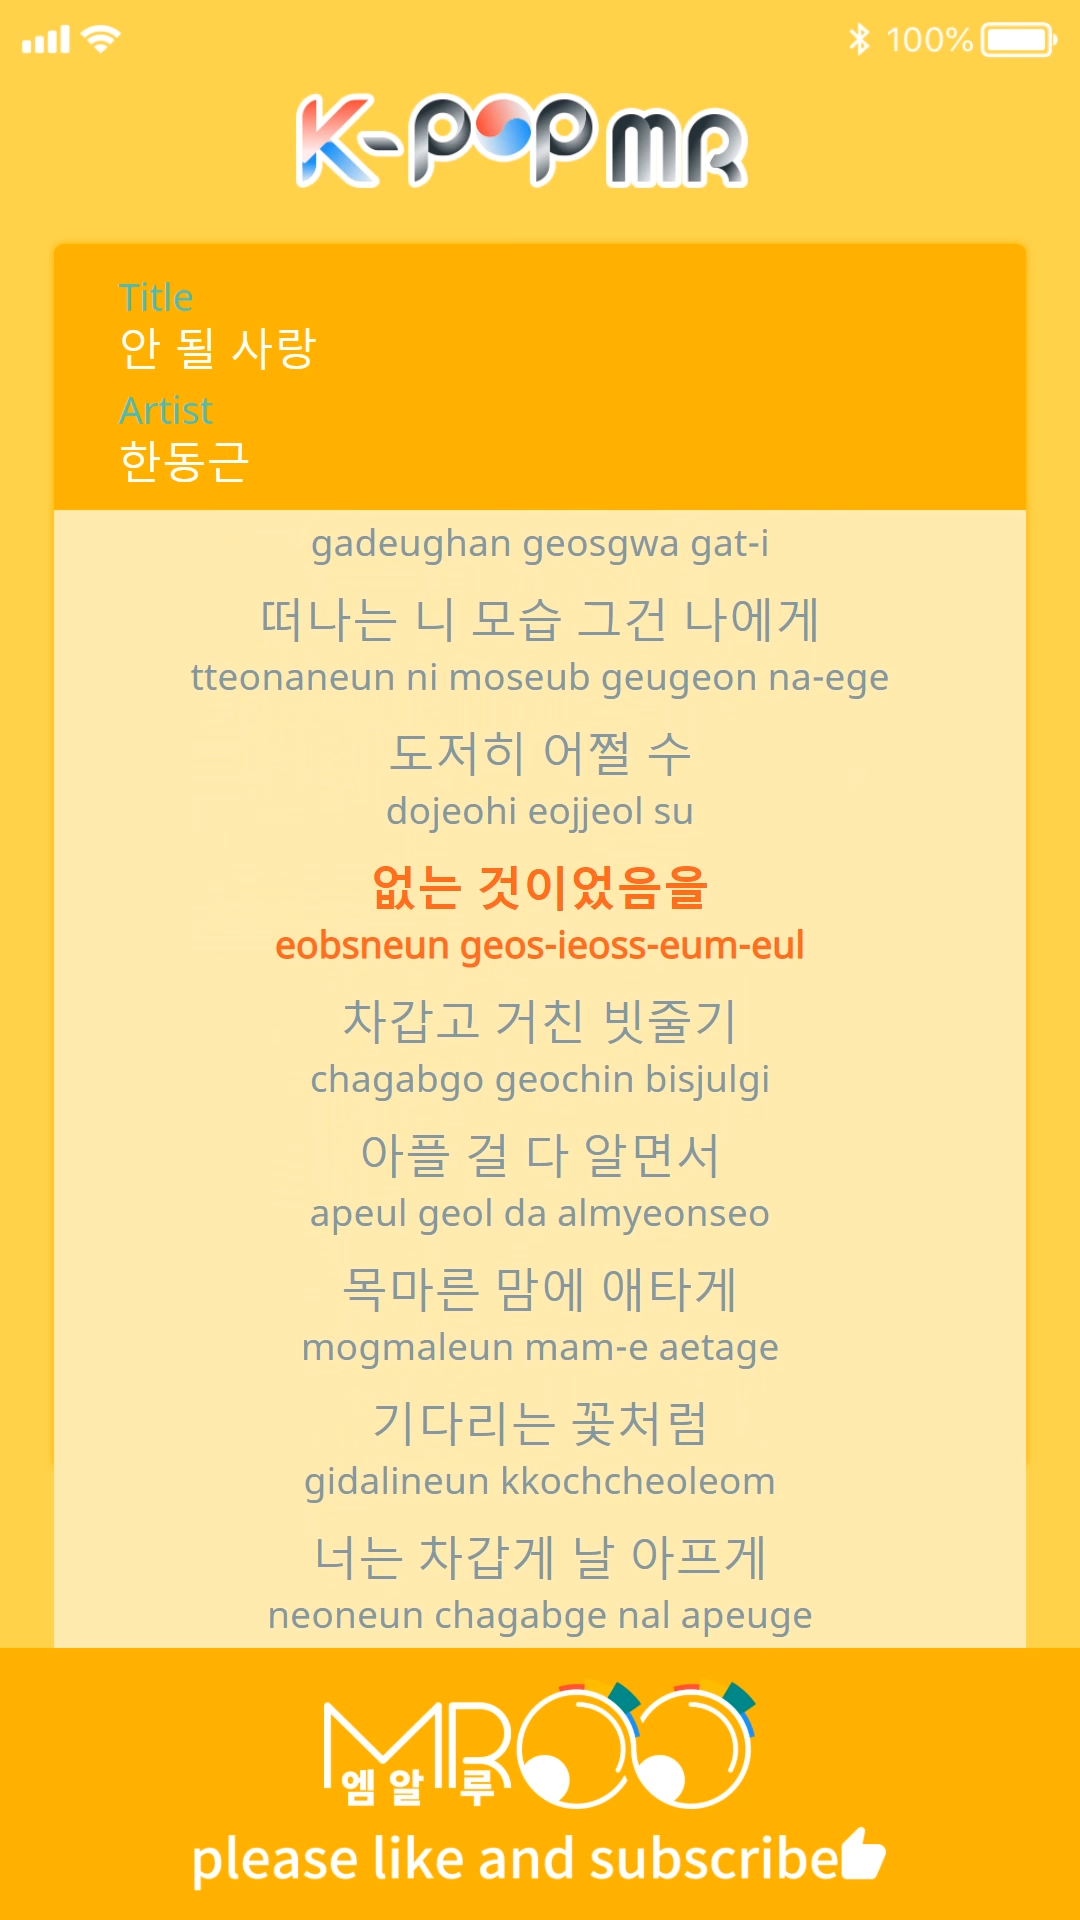 100%
K-POP MR
Title
안 될 사랑
Artist
한동근
gadeughan geosgwa gat-i
떠나는 니 모습 그건 나에게
tteonaneun ni moseub geugeon na-ege
도저히 어쩔 수
dojeohi eojjeol su
없는 것이었음을
eobsneun geos-ieoss-eum-eul
차갑고 거친 빗줄기
chagabgo geochin bisjulgi
아플 걸 다 알면서
apeul geol da almyeonseo
목마른 맘에 애타게
mogmaleun mam-e aetage
기다리는 꽃처럼
gidalineun kkochcheoleom
너는 차갑게 날 아프게
neoneun chagabge nal apeuge
MROO
엠알루
please like and subscribe